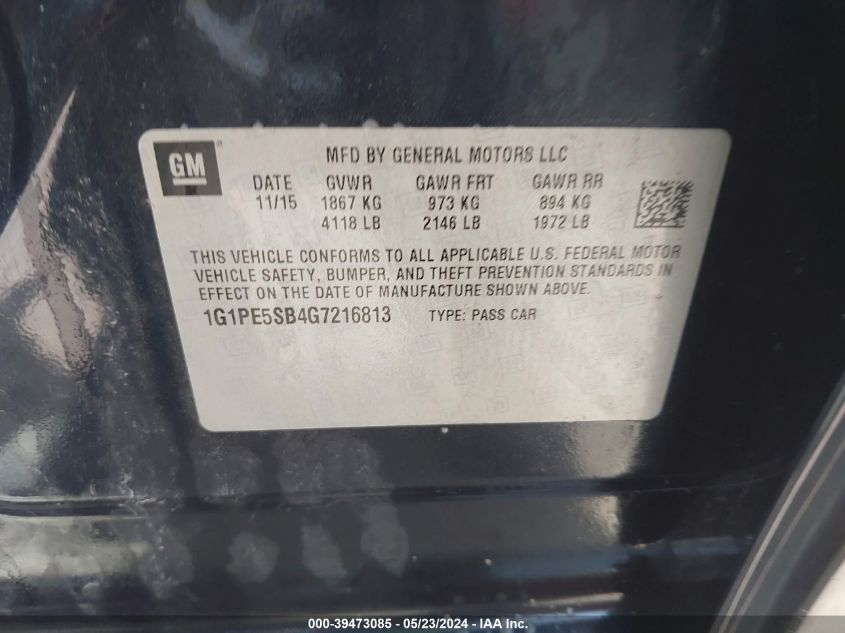 GM
MFD BY GENERAL MOTORS LLC
DATE GVWR GAWR FRT GAWR RR
11/15 1867 KG 973 KG 894 KG
4118 LB 2146 LB 1972 LB
THIS VEHICLE CONFORMS TO ALL APPLICABLE U.S. FEDERAL MOTOR
VEHICLE SAFETY, BUMPER, AND THEFT PREVENTION STANDARDS IN
EFFECT ON THE DATE OF MANUFACTURE SHOWN ABOVE.
1G1PE5SB4G7216813 TYPE: PASS CAR
000-39473085 - 05/23/2024 - IAA Inc.